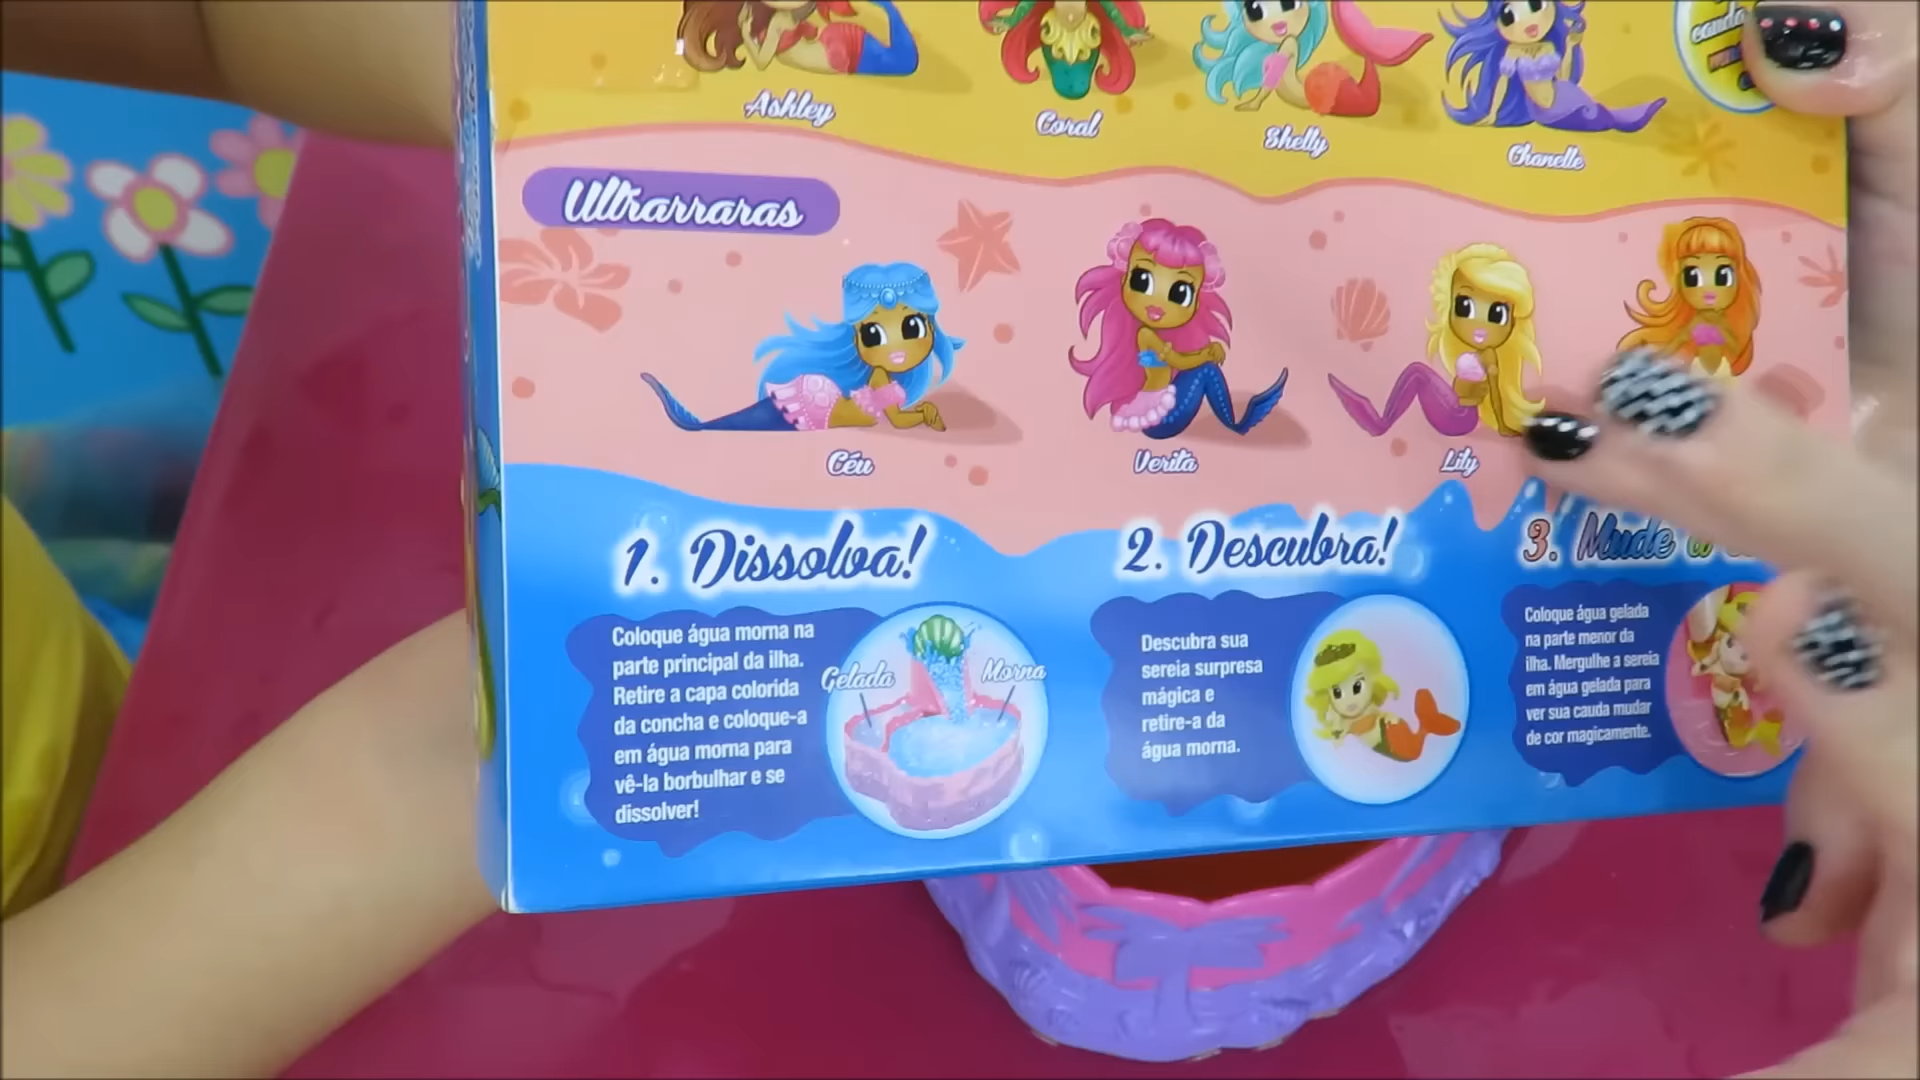 cauda
Ashley
Coral
Shelly
Chanelle
Ultrarraras
Céu
Verita
Lily
1. Dissolva!
Coloque água morna na
parte principal da ilha.
Retire a capa colorida
da concha e coloque-a
em água morna para
vê-la borbulhar e se
dissolver!
Gelada
Morna
2. Descubra!
Descubra sua
sereia surpresa
mágica e
retire-a da
água morna.
3. Mude a
Coloque água gelada
na parte menor da
ilha. Mergulhe a sereia
em água gelada para
ver sua cauda mudar
de cor magicamente.